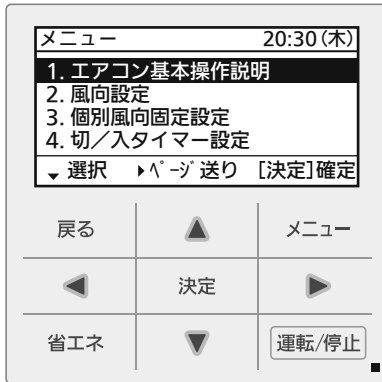 メニュー 20:30(木)
1. エアコン基本操作説明
2. 風向設定
3. 個別風向固定設定
4. 切／入タイマー設定
選択 ﾍﾟｰｼﾞ送り [決定]確定
戻る メニュー
決定
省エネ 運転/停止